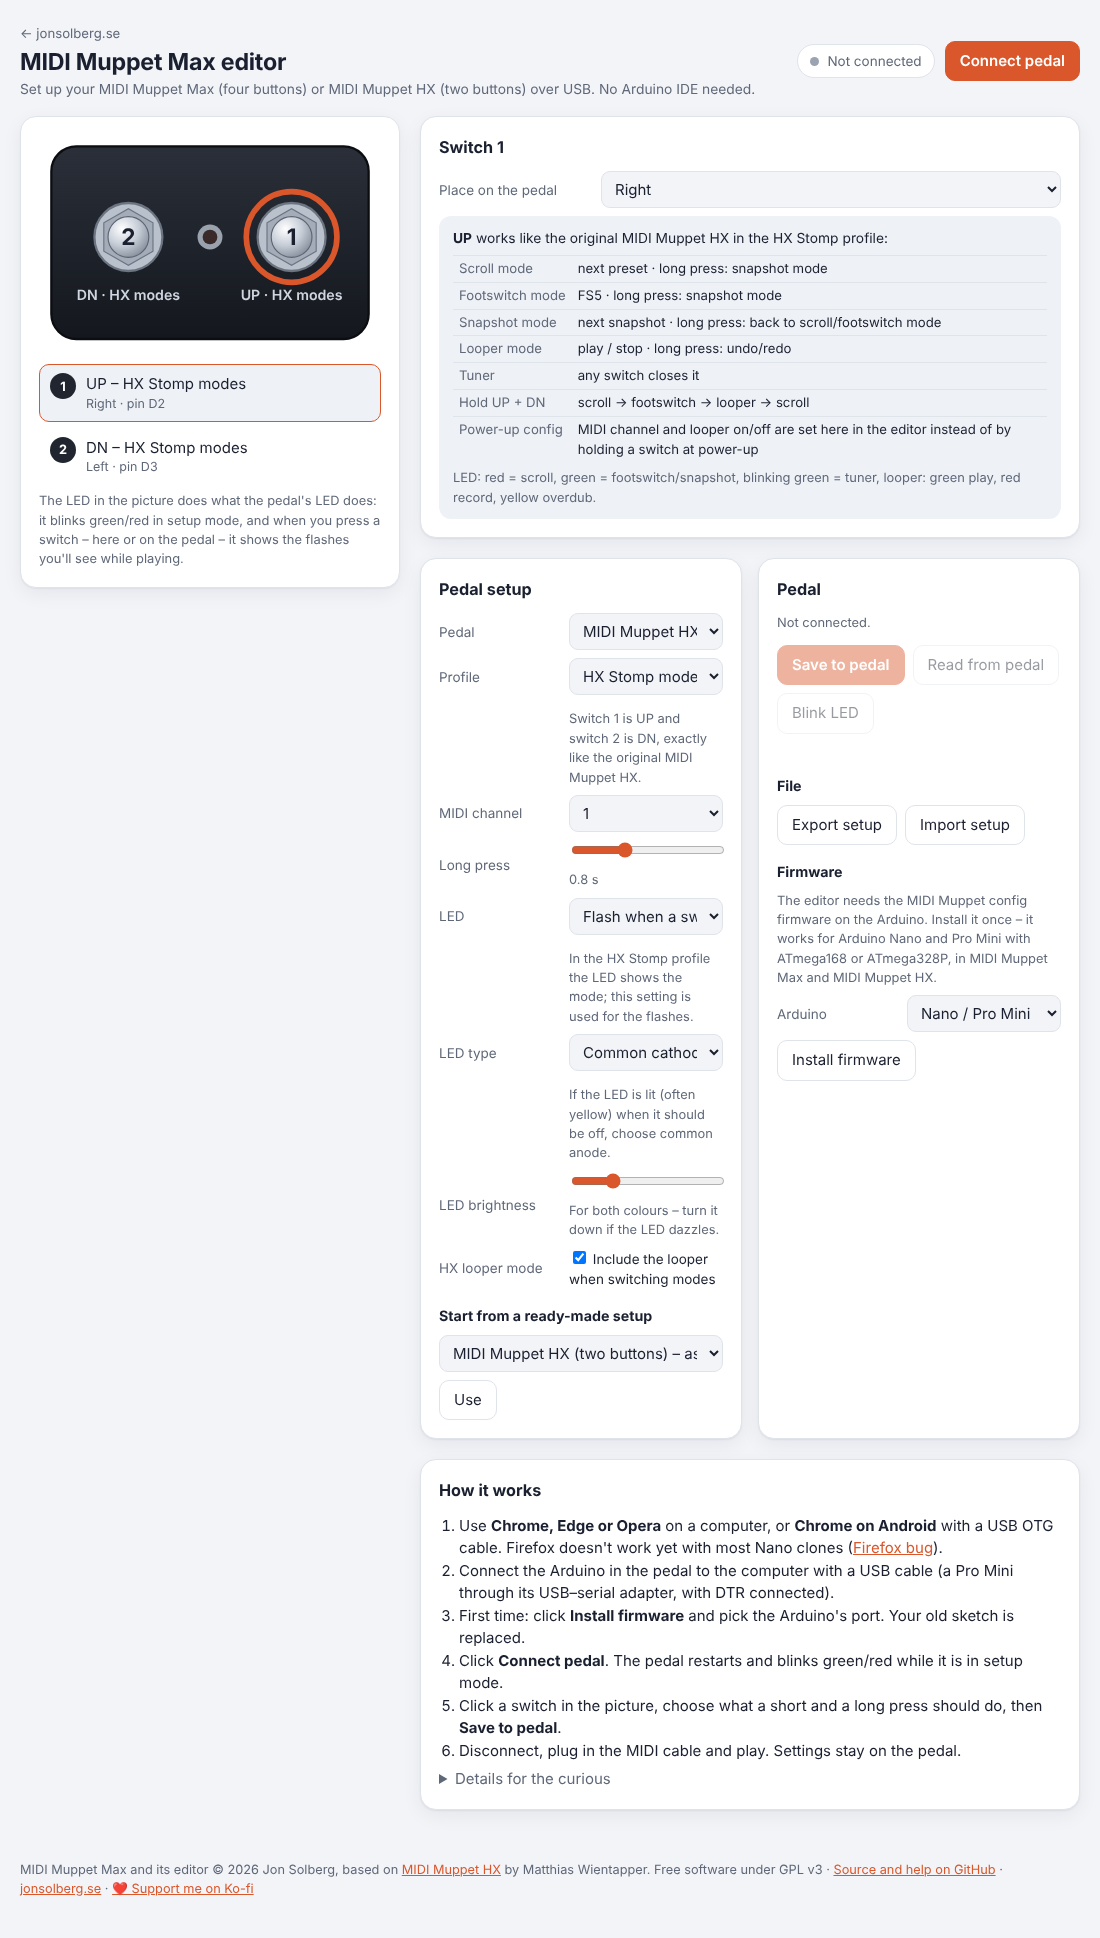 ← jonsolberg.se
MIDI Muppet Max editor
Set up your MIDI Muppet Max (four buttons) or MIDI Muppet HX (two buttons) over USB. No Arduino IDE needed.
Not connected
Connect pedal
2
1
DN · HX modes
UP · HX modes
1
UP – HX Stomp modes
Right · pin D2
2
DN – HX Stomp modes
Left · pin D3
The LED in the picture does what the pedal's LED does:
it blinks green/red in setup mode, and when you press a
switch – here or on the pedal – it shows the flashes
you'll see while playing.
Switch 1
Place on the pedal
Right
UP works like the original MIDI Muppet HX in the HX Stomp profile:
Scroll mode next preset · long press: snapshot mode
Footswitch mode FS5 · long press: snapshot mode
Snapshot mode next snapshot · long press: back to scroll/footswitch mode
Looper mode play / stop · long press: undo/redo
Tuner any switch closes it
Hold UP + DN scroll → footswitch → looper → scroll
Power-up config MIDI channel and looper on/off are set here in the editor instead of by
holding a switch at power-up
LED: red = scroll, green = footswitch/snapshot, blinking green = tuner, looper: green play, red
record, yellow overdub.
Pedal setup
Pedal
MIDI Muppet HX
Profile
HX Stomp mode
Switch 1 is UP and
switch 2 is DN, exactly
like the original MIDI
Muppet HX.
MIDI channel
1
Long press
0.8 s
LED
Flash when a sw
In the HX Stomp profile
the LED shows the
mode; this setting is
used for the flashes.
LED type
Common cathod
If the LED is lit (often
yellow) when it should
be off, choose common
anode.
LED brightness
For both colours – turn it
down if the LED dazzles.
HX looper mode
Include the looper
when switching modes
Start from a ready-made setup
MIDI Muppet HX (two buttons) – as
Use
Pedal
Not connected.
Save to pedal
Read from pedal
Blink LED
File
Export setup
Import setup
Firmware
The editor needs the MIDI Muppet config
firmware on the Arduino. Install it once – it
works for Arduino Nano and Pro Mini with
ATmega168 or ATmega328P, in MIDI Muppet
Max and MIDI Muppet HX.
Arduino
Nano / Pro Mini
Install firmware
How it works
1. Use Chrome, Edge or Opera on a computer, or Chrome on Android with a USB OTG
cable. Firefox doesn't work yet with most Nano clones (Firefox bug).
2. Connect the Arduino in the pedal to the computer with a USB cable (a Pro Mini
through its USB–serial adapter, with DTR connected).
3. First time: click Install firmware and pick the Arduino's port. Your old sketch is
replaced.
4. Click Connect pedal. The pedal restarts and blinks green/red while it is in setup
mode.
5. Click a switch in the picture, choose what a short and a long press should do, then
Save to pedal.
6. Disconnect, plug in the MIDI cable and play. Settings stay on the pedal.
▶ Details for the curious
MIDI Muppet Max and its editor © 2026 Jon Solberg, based on MIDI Muppet HX by Matthias Wientapper. Free software under GPL v3 · Source and help on GitHub ·
jonsolberg.se · ❤️ Support me on Ko-fi